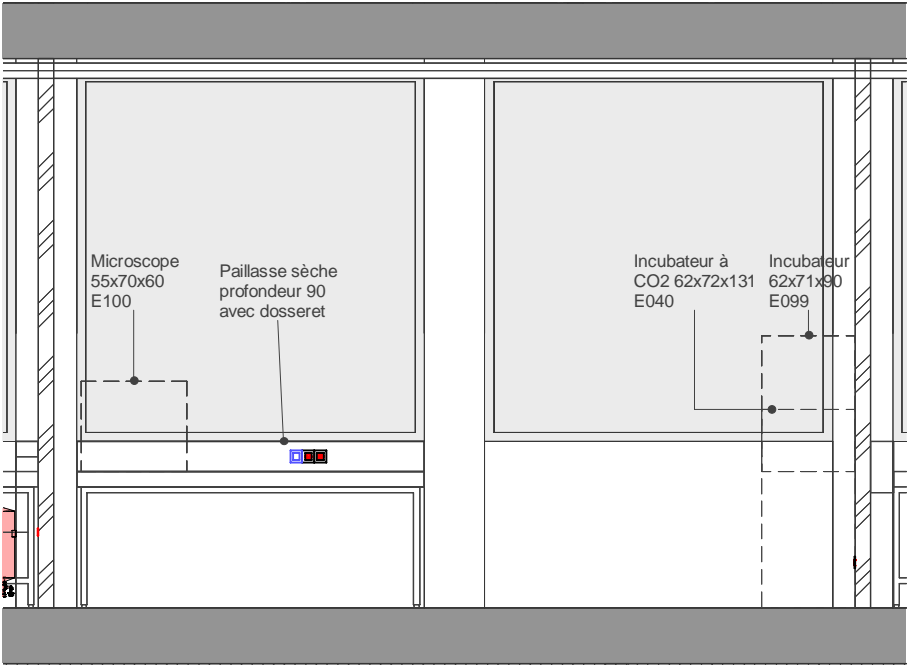 Microscope
55x70x60
E100
Paillasse sèche
profondeur 90
avec dosseret
Incubateur à
CO2 62x72x131
E040
Incubateur
62x71x90
E099